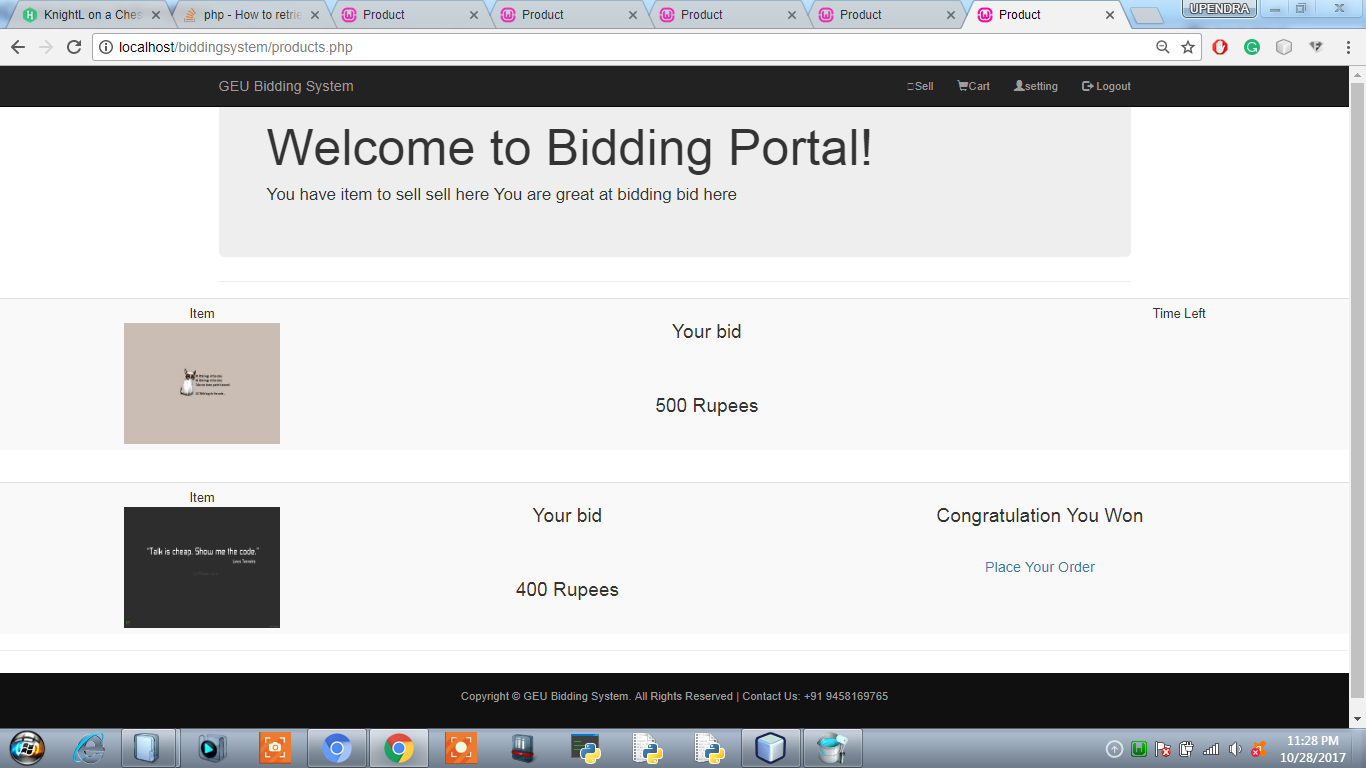 KnightL on a Ches
php - How to retrie
Product
Product
Product
Product
Product
UPENDRA
localhost/biddingsystem/products.php
GEU Bidding System
Sell
Cart
setting
Logout
Welcome to Bidding Portal!
You have item to sell sell here You are great at bidding bid here
Item
Your bid
Time Left
500 Rupees
Item
Your bid
Congratulation You Won
"Talk is cheap. Show me the code."
Place Your Order
400 Rupees
Copyright © GEU Bidding System. All Rights Reserved | Contact Us: +91 9458169765
11:28 PM
10/28/2017